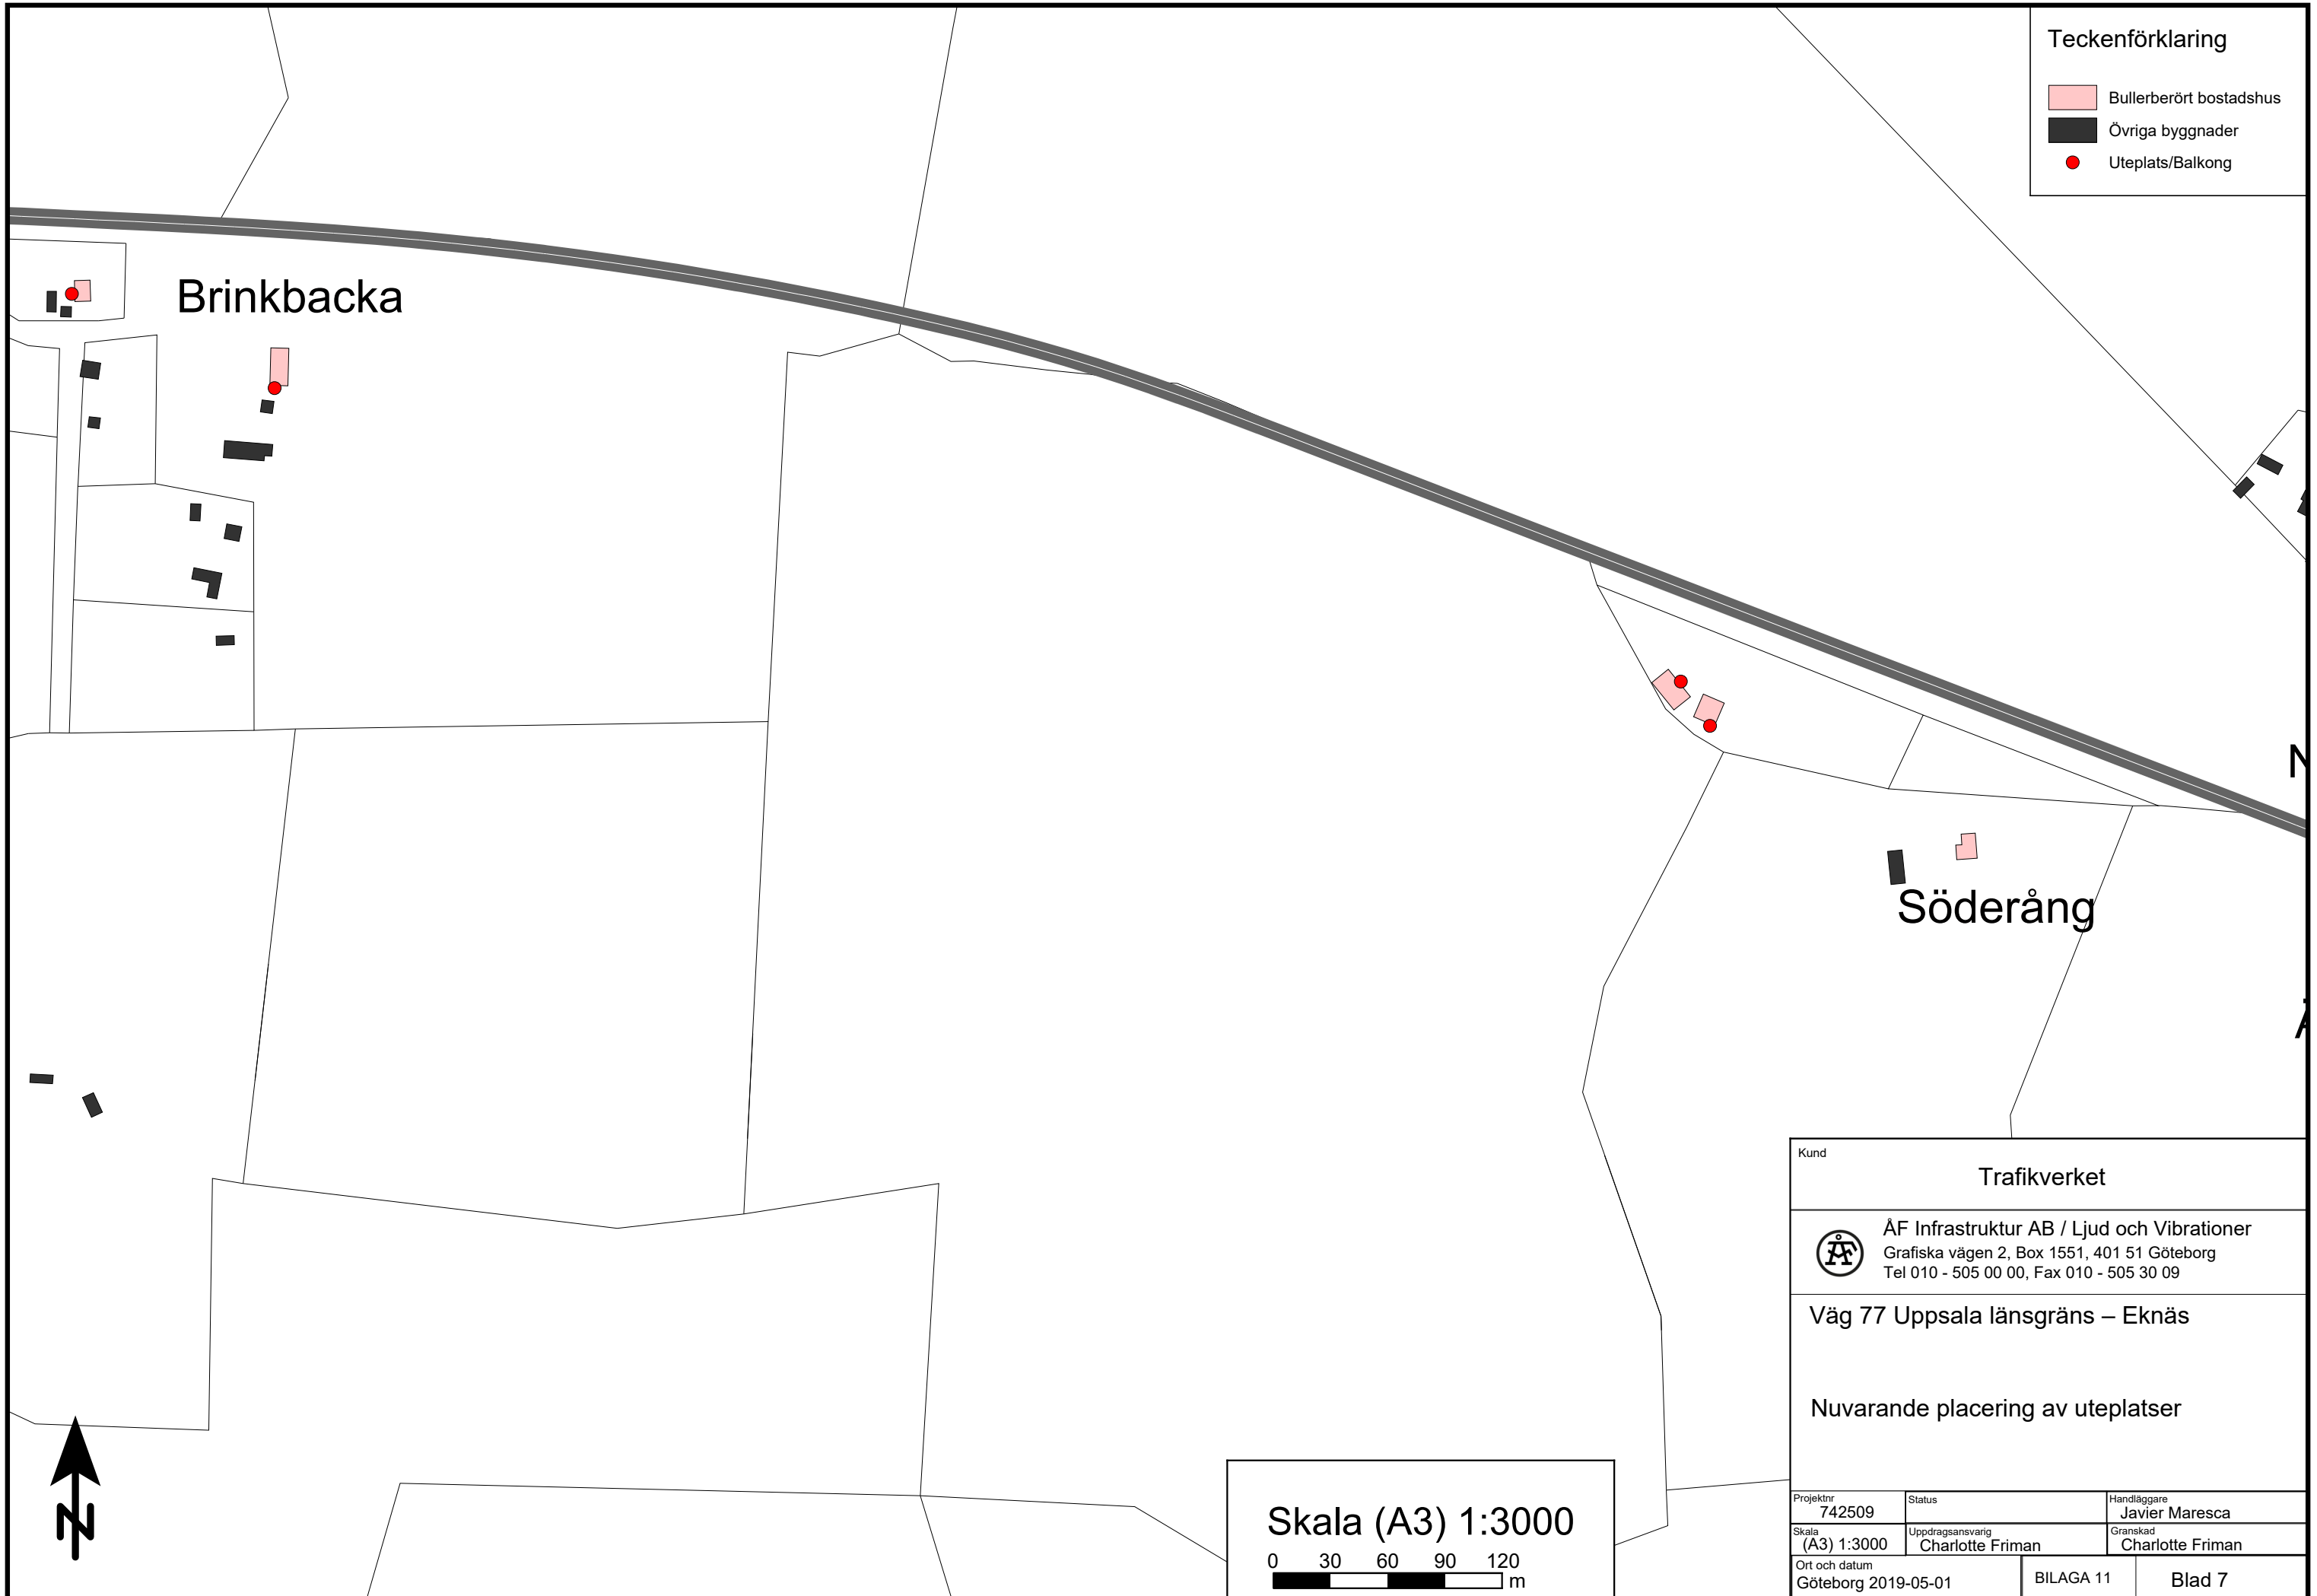 Teckenförklaring
Bullerberört bostadshus
Övriga byggnader
Uteplats/Balkong
Brinkbacka
N
Söderång
Kund
Trafikverket
ÅF
ÅF Infrastruktur AB / Ljud och Vibrationer
Grafiska vägen 2, Box 1551, 401 51 Göteborg
Tel 010 - 505 00 00, Fax 010 - 505 30 09
Väg 77 Uppsala länsgräns – Eknäs
Nuvarande placering av uteplatser
N
Skala (A3) 1:3000
0 30 60 90 120
m
Projektnr
742509
Status
Handläggare
Javier Maresca
Skala
(A3) 1:3000
Uppdragsansvarig
Charlotte Friman
Granskad
Charlotte Friman
Ort och datum
Göteborg 2019-05-01
BILAGA 11
Blad 7